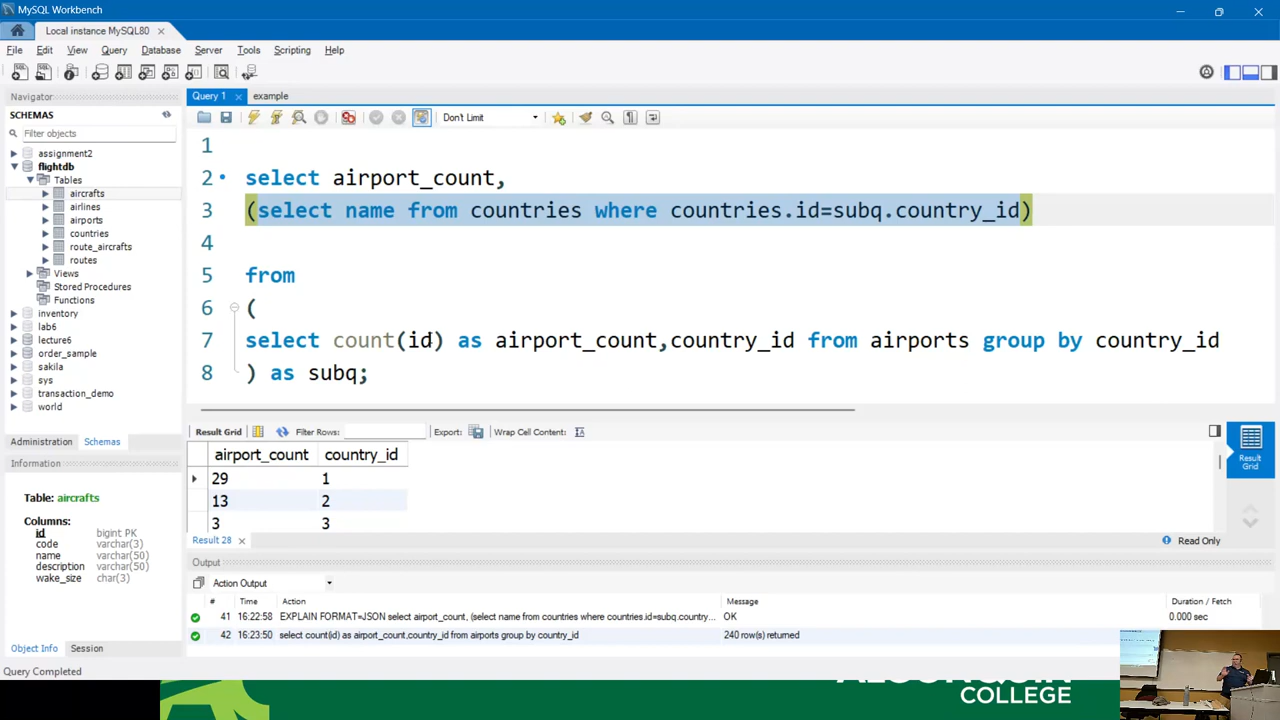 MySQL Workbench
Local instance MySQL80
File Edit View Query Database Server Tools Scripting Help
Navigator
SCHEMAS
Filter objects
assignment2
flightdb
Tables
aircrafts
airlines
airports
countries
route_aircrafts
routes
Views
Stored Procedures
Functions
inventory
lab6
lecture6
order_sample
sakila
sys
transaction_demo
world
Administration Schemas
Information
Table: aircrafts
Columns:
id bigint PK
code varchar(3)
name varchar(50)
description varchar(50)
wake_size char(3)
Object Info Session
Query Completed
Query 1 example
Don't Limit
1
2 select airport_count,
3 (select name from countries where countries.id=subq.country_id)
4
5 from
6 (
7 select count(id) as airport_count,country_id from airports group by country_id
8 ) as subq;
Result Grid Filter Rows: Export: Wrap Cell Content:
airport_count country_id
29 1
13 2
3 3
Result Grid
Result 28 Read Only
Output
Action Output
# Time Action Message Duration / Fetch
41 16:22:58 EXPLAIN FORMAT=JSON select airport_count, (select name from countries where countries.id=subq.country... OK 0.000 sec
42 16:23:50 select count(id) as airport_count,country_id from airports group by country_id 240 row(s) returned
COLLEGE